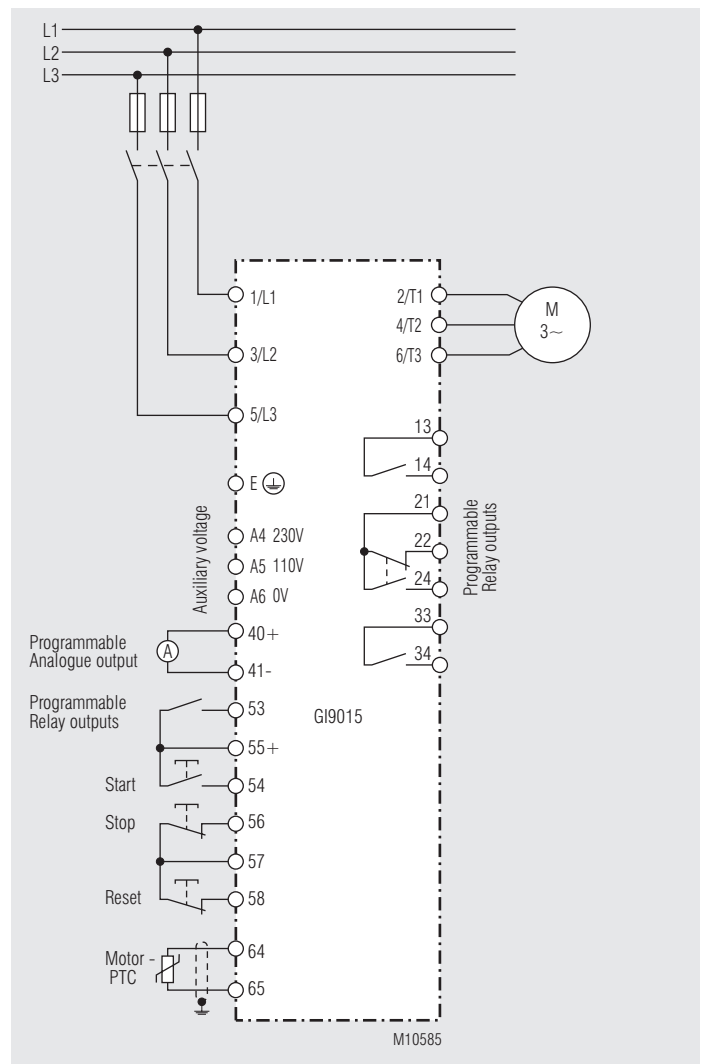 L1
L2
L3
1/L1
2/T1
M
3~
4/T2
3/L2
6/T3
5/L3
13
14
E
21
Auxiliary voltage
A4 230V
22
Programmable
Relay outputs
A5 110V
24
A6 0V
33
Programmable
Analogue output
A
40+
34
41-
Programmable
Relay outputs
53
GI9015
55+
Start
54
Stop
56
57
Reset
58
Motor -
PTC
64
65
M10585